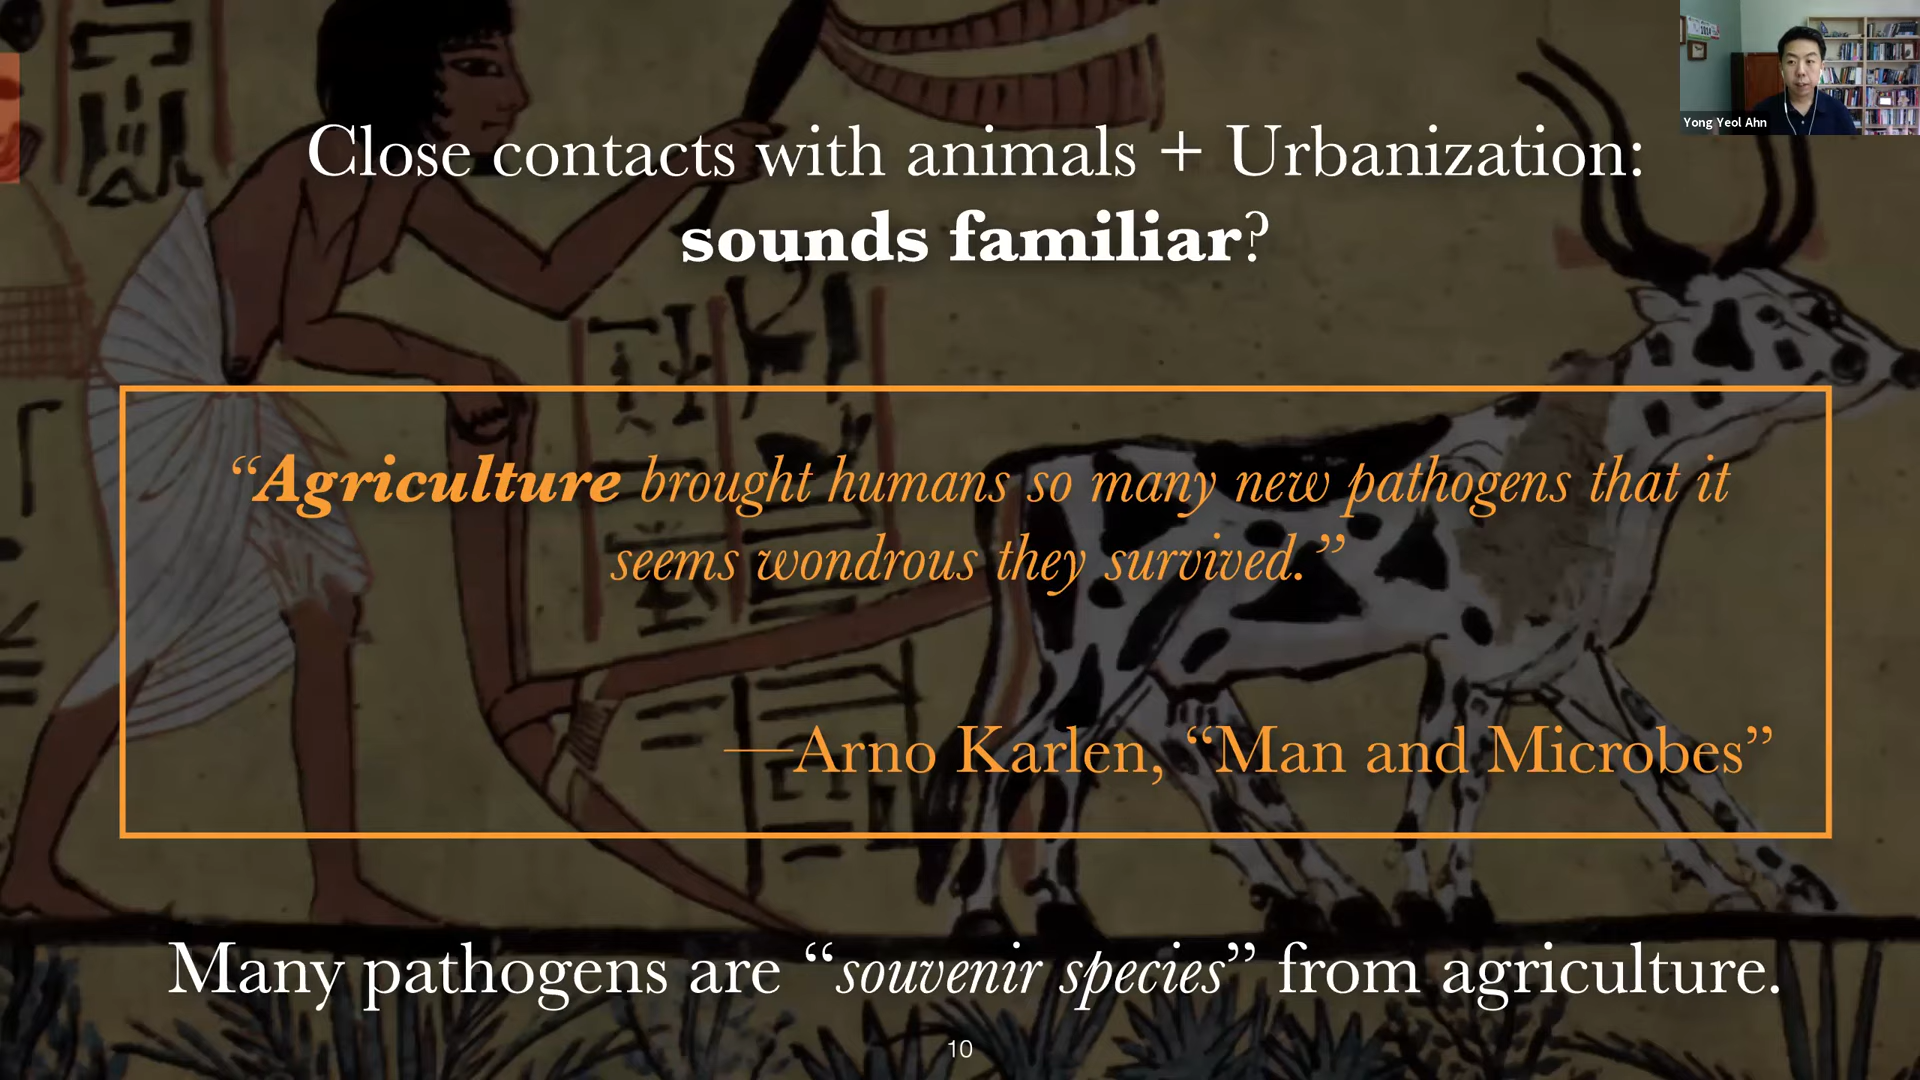 Yong Yeol Ahn
Close contacts with animals + Urbanization:
sounds familiar?
“Agriculture brought humans so many new pathogens that it
seems wondrous they survived.”
—Arno Karlen, “Man and Microbes”
Many pathogens are “souvenir species” from agriculture.
10